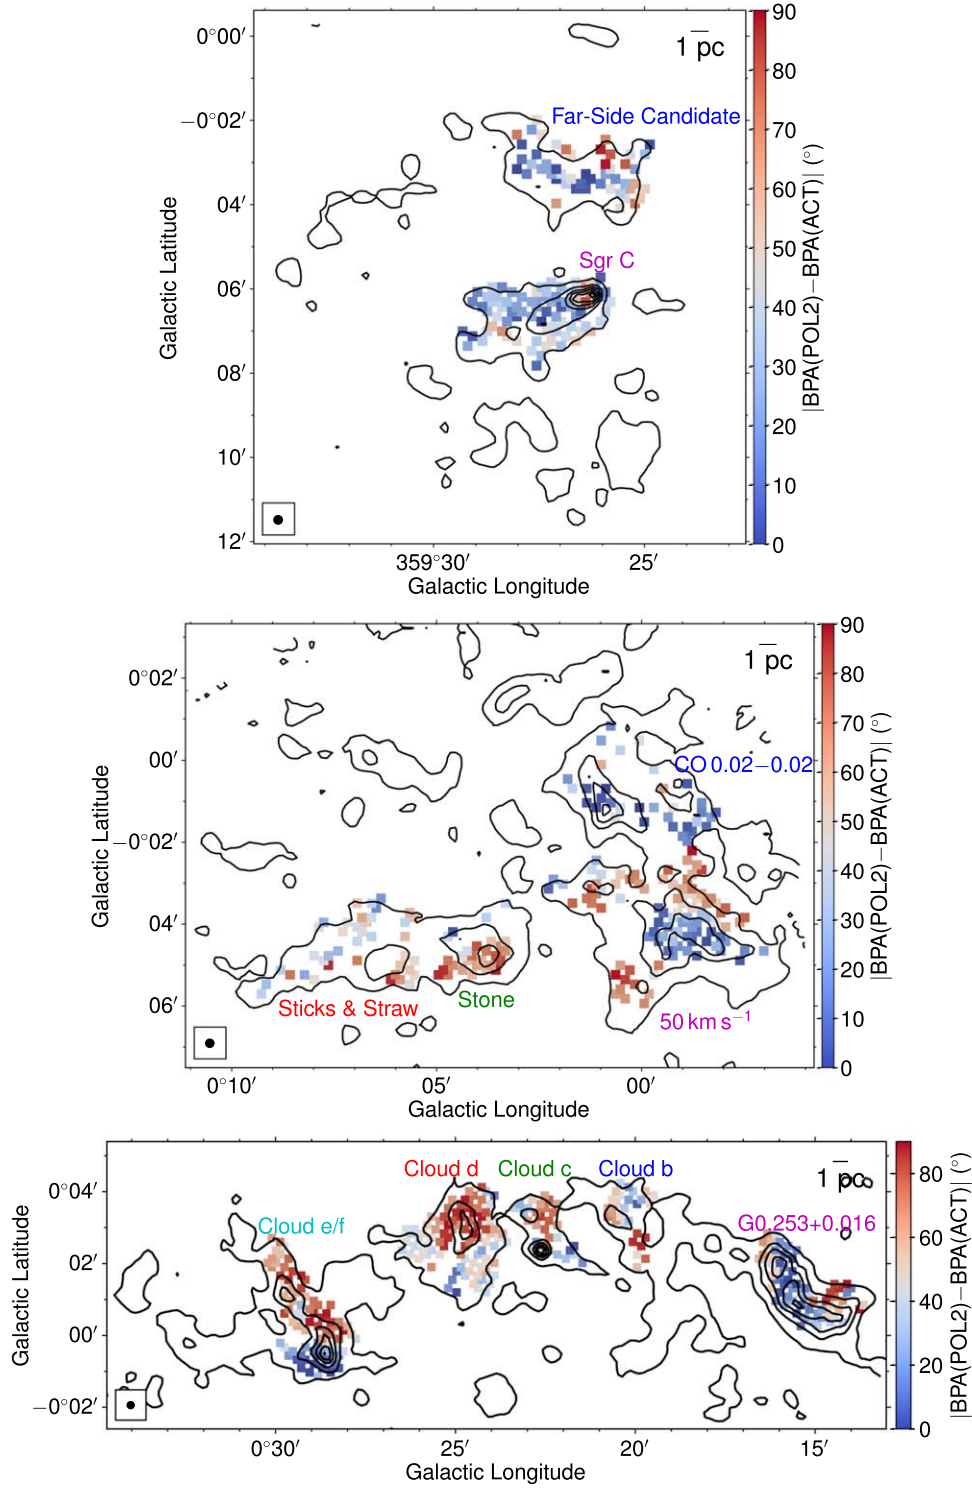 0°00′
−0°02′
04′
06′
08′
10′
12′
359°30′
25′
Galactic Longitude
Galactic Latitude
1 pc
Far-Side Candidate
Sgr C
90
80
70
60
50
40
30
20
10
0
|BPA(POL2)−BPA(ACT)| (°)
0°02′
00′
−0°02′
04′
06′
0°10′
05′
00′
Galactic Longitude
Galactic Latitude
1 pc
CO 0.02−0.02
Sticks & Straw
Stone
50 km s⁻¹
90
80
70
60
50
40
30
20
10
0
|BPA(POL2)−BPA(ACT)| (°)
0°04′
02′
00′
−0°02′
0°30′
25′
20′
15′
Galactic Longitude
Galactic Latitude
Cloud d
Cloud c
Cloud b
1 pc
Cloud e/f
G0.253+0.016
80
60
40
20
0
|BPA(POL2)−BPA(ACT)| (°)